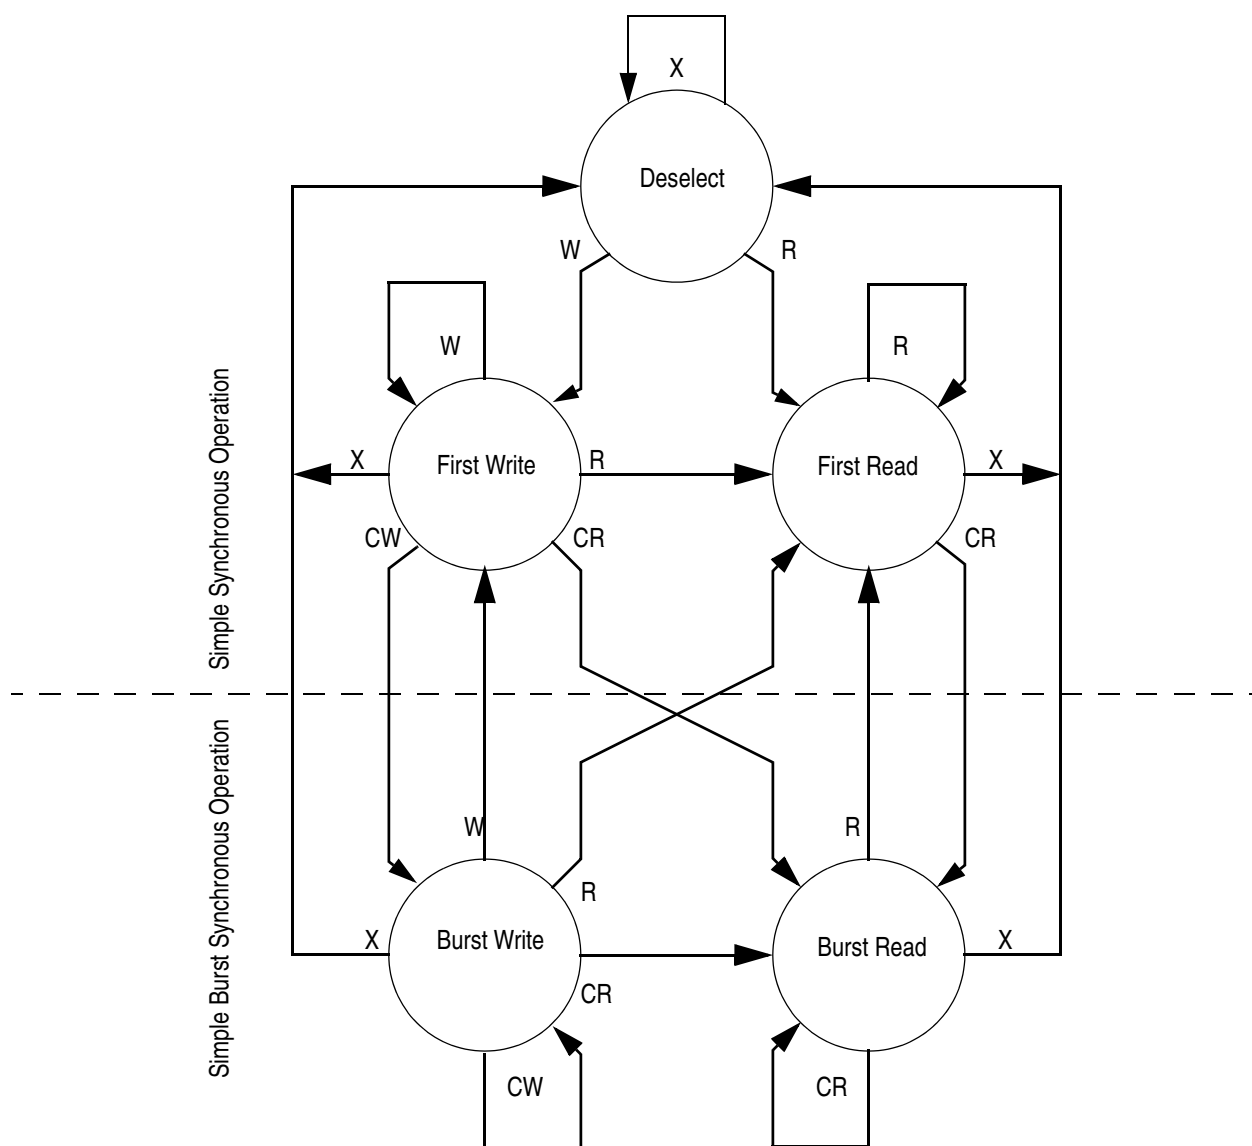 X
Deselect
W
R
W
R
X
First Write
R
First Read
X
CW
CR
CR
Simple Synchronous Operation
Simple Burst Synchronous Operation
W
R
R
X
Burst Write
Burst Read
X
CR
CW
CR